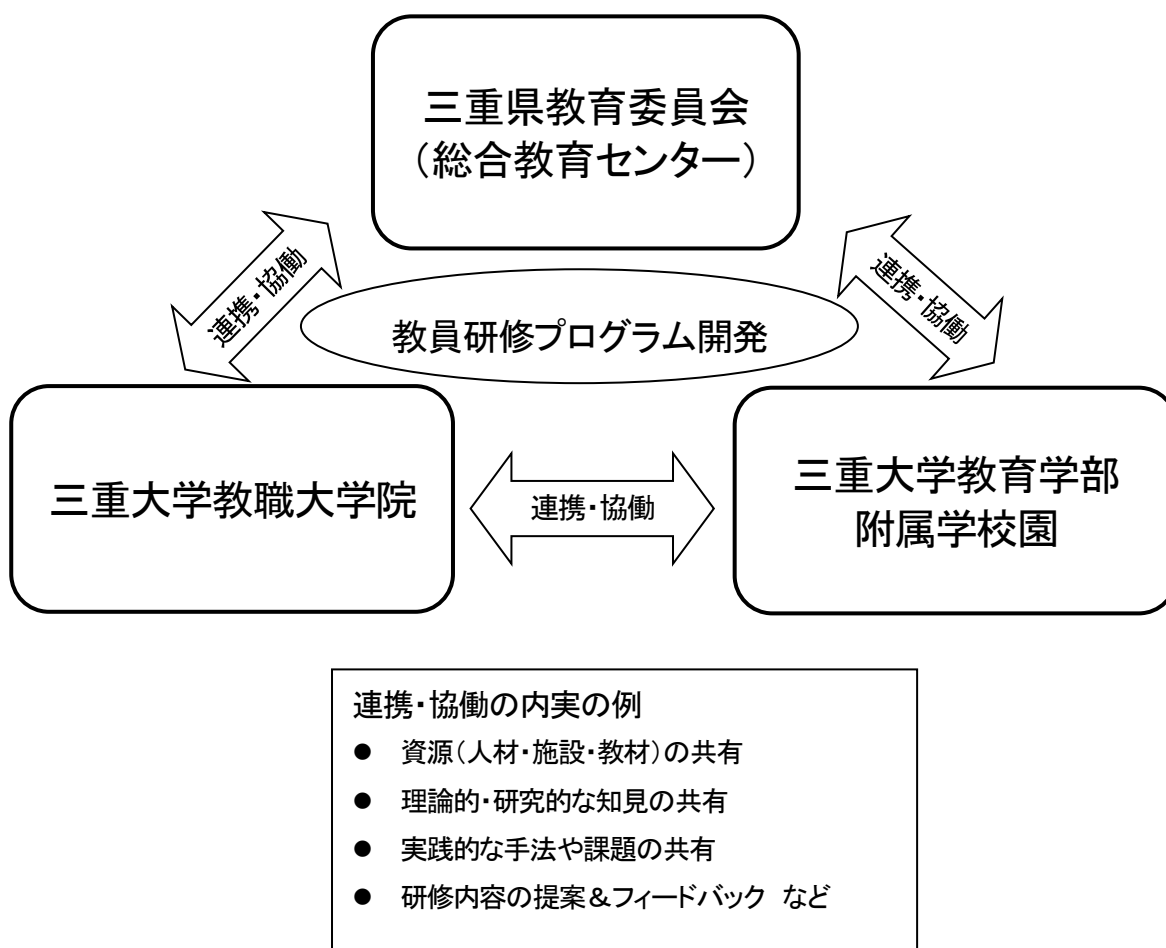 三重県教育委員会
(総合教育センター)
連携・協働
連携・協働
教員研修プログラム開発
三重大学教職大学院
連携・協働
三重大学教育学部
附属学校園
連携・協働の内実の例
● 資源(人材・施設・教材)の共有
● 理論的・研究的な知見の共有
● 実践的な手法や課題の共有
● 研修内容の提案&フィードバック など